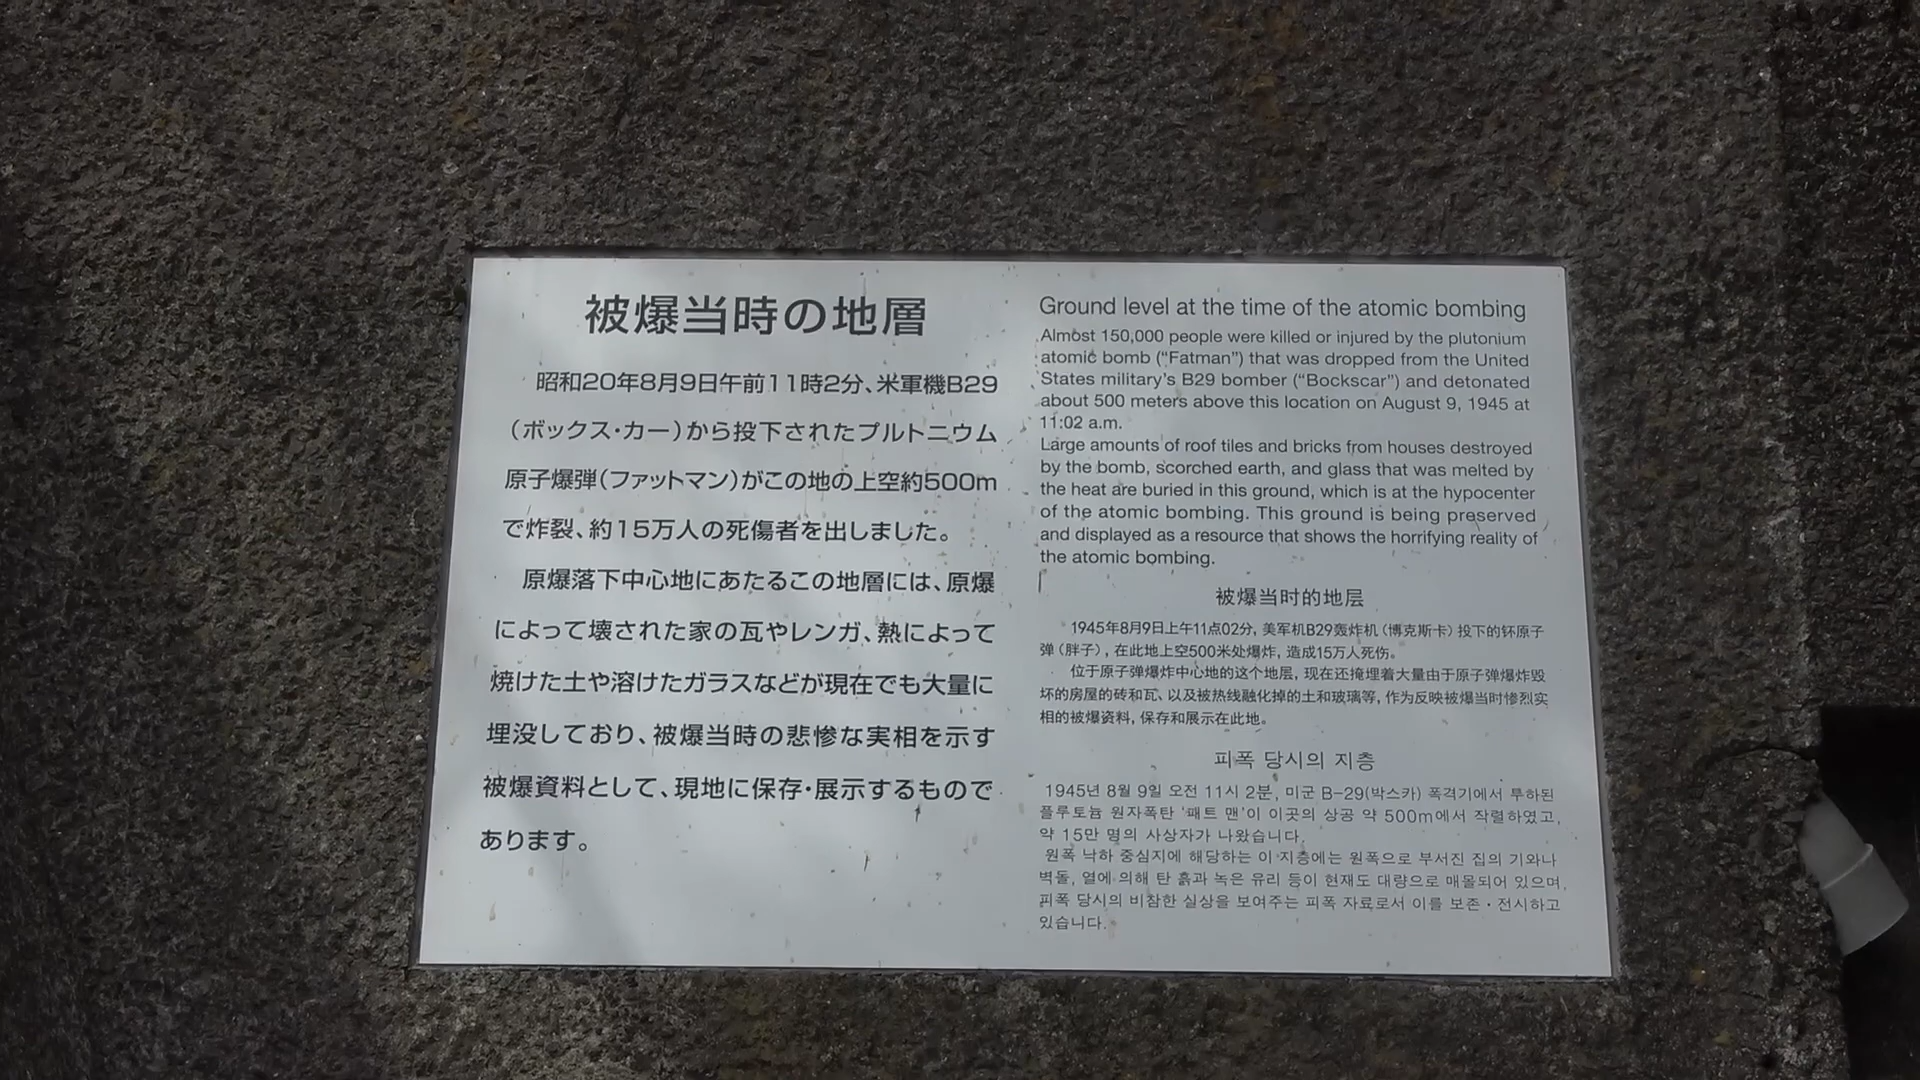 被爆当時の地層
昭和20年8月9日午前11時2分、米軍機B29
（ボックス・カー）から投下されたプルトニウム
原子爆弾（ファットマン）がこの地の上空約500m
で炸裂、約15万人の死傷者を出しました。
原爆落下中心地にあたるこの地層には、原爆
によって壊された家の瓦やレンガ、熱によって
焼けた土や溶けたガラスなどが現在でも大量に
埋没しており、被爆当時の悲惨な実相を示す
被爆資料として、現地に保存・展示するもので
あります。
Ground level at the time of the atomic bombing
Almost 150,000 people were killed or injured by the plutonium
atomic bomb (“Fatman”) that was dropped from the United
States military’s B29 bomber (“Bockscar”) and detonated
about 500 meters above this location on August 9, 1945 at
11:02 a.m.
Large amounts of roof tiles and bricks from houses destroyed
by the bomb, scorched earth, and glass that was melted by
the heat are buried in this ground, which is at the hypocenter
of the atomic bombing. This ground is being preserved
and displayed as a resource that shows the horrifying reality of
the atomic bombing.
被爆当时的地层
1945年8月9日上午11点02分, 美军机B29轰炸机（博克斯卡）投下的钚原子
弹（胖子）, 在此地上空500米处爆炸, 造成15万人死伤。
位于原子弹爆炸中心地的这个地层, 现在还掩埋着大量由于原子弹爆炸毁
坏的房屋的砖和瓦、以及被热线融化掉的土和玻璃等, 作为反映被爆当时惨烈实
相的被爆资料, 保存和展示在此地。
피폭 당시의 지층
1945년 8월 9일 오전 11시 2분, 미군 B-29(박스카) 폭격기에서 투하된
플루토늄 원자폭탄 ‘패트 맨’이 이곳의 상공 약 500m에서 작렬하였고,
약 15만 명의 사상자가 나왔습니다.
원폭 낙하 중심지에 해당하는 이 지층에는 원폭으로 부서진 집의 기와나
벽돌, 열에 의해 탄 흙과 녹은 유리 등이 현재도 대량으로 매몰되어 있으며,
피폭 당시의 비참한 실상을 보여주는 피폭 자료로서 이를 보존・전시하고
있습니다.